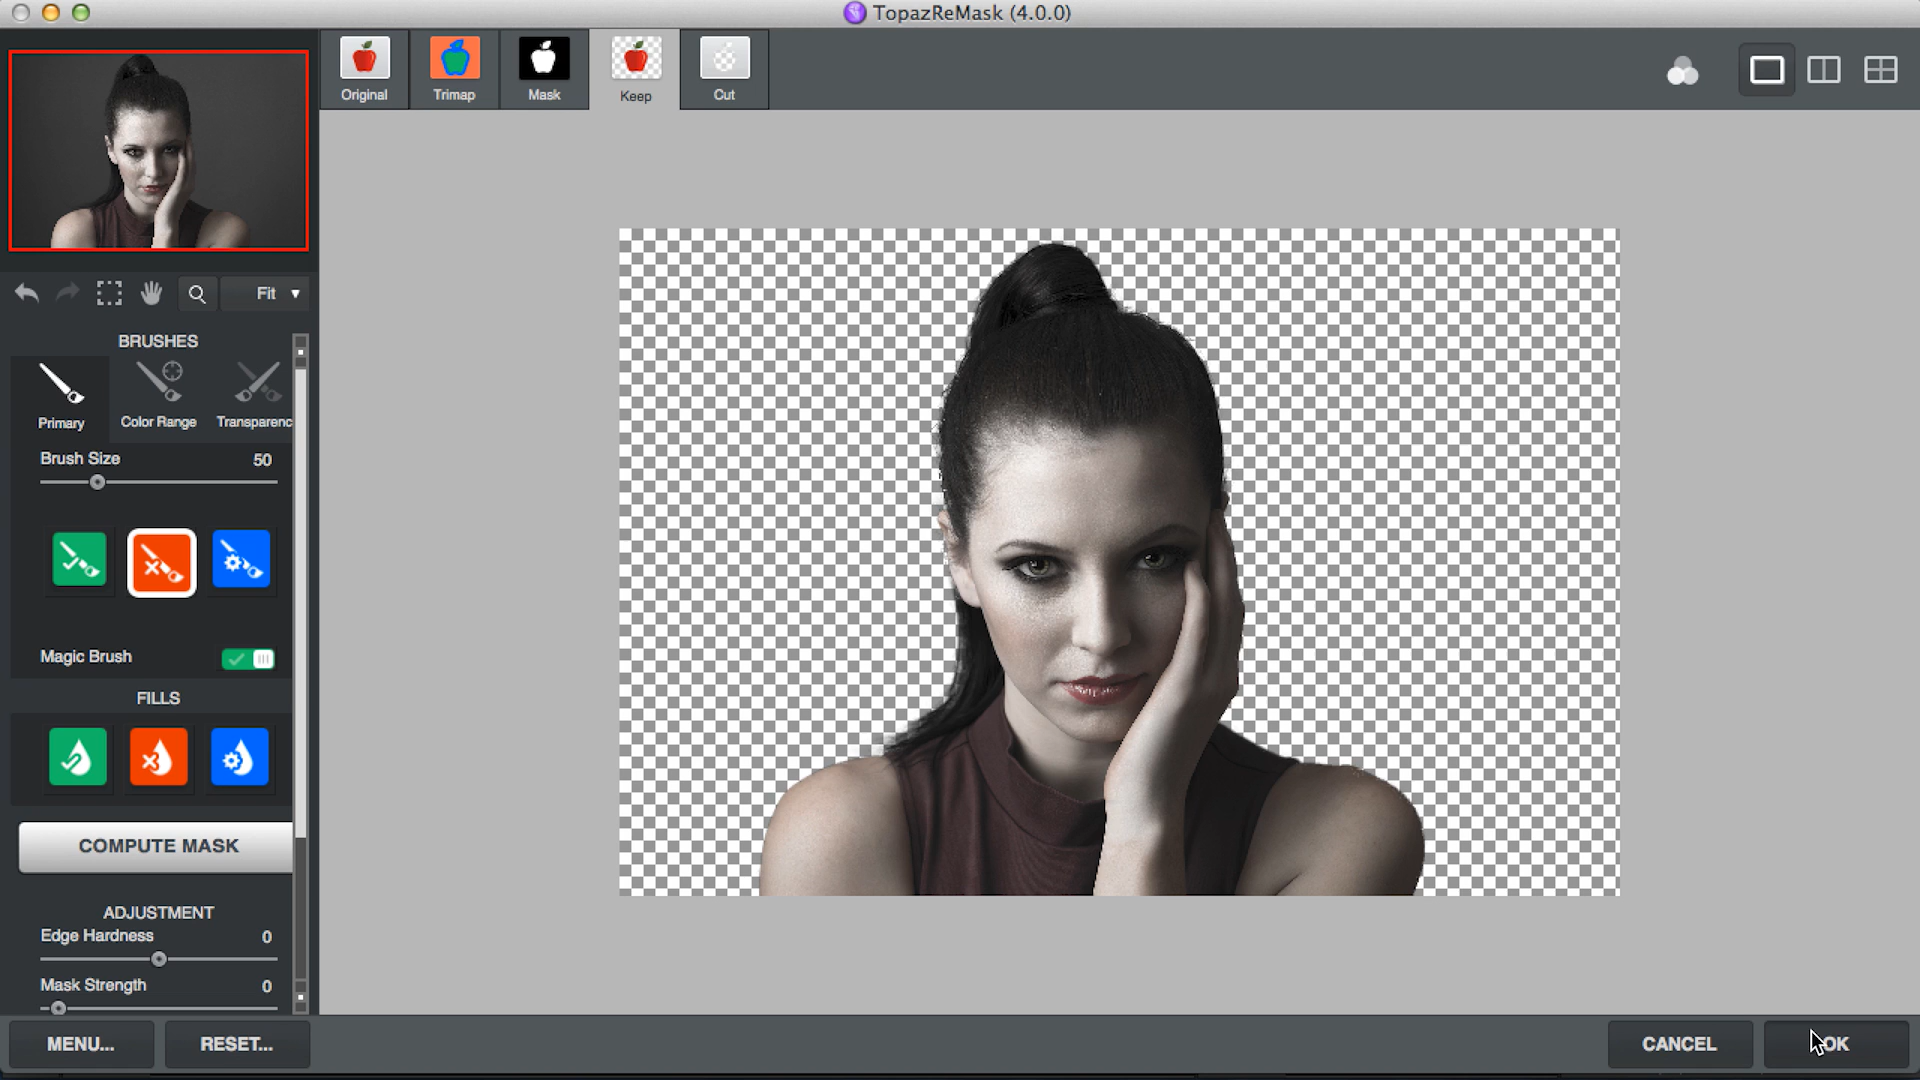 TopazReMask (4.0.0)
Original
Trimap
Mask
Keep
Cut
Fit
BRUSHES
Primary
Color Range
Transparenc
Brush Size
50
Magic Brush
FILLS
COMPUTE MASK
ADJUSTMENT
Edge Hardness
0
Mask Strength
0
MENU...
RESET...
CANCEL
OK